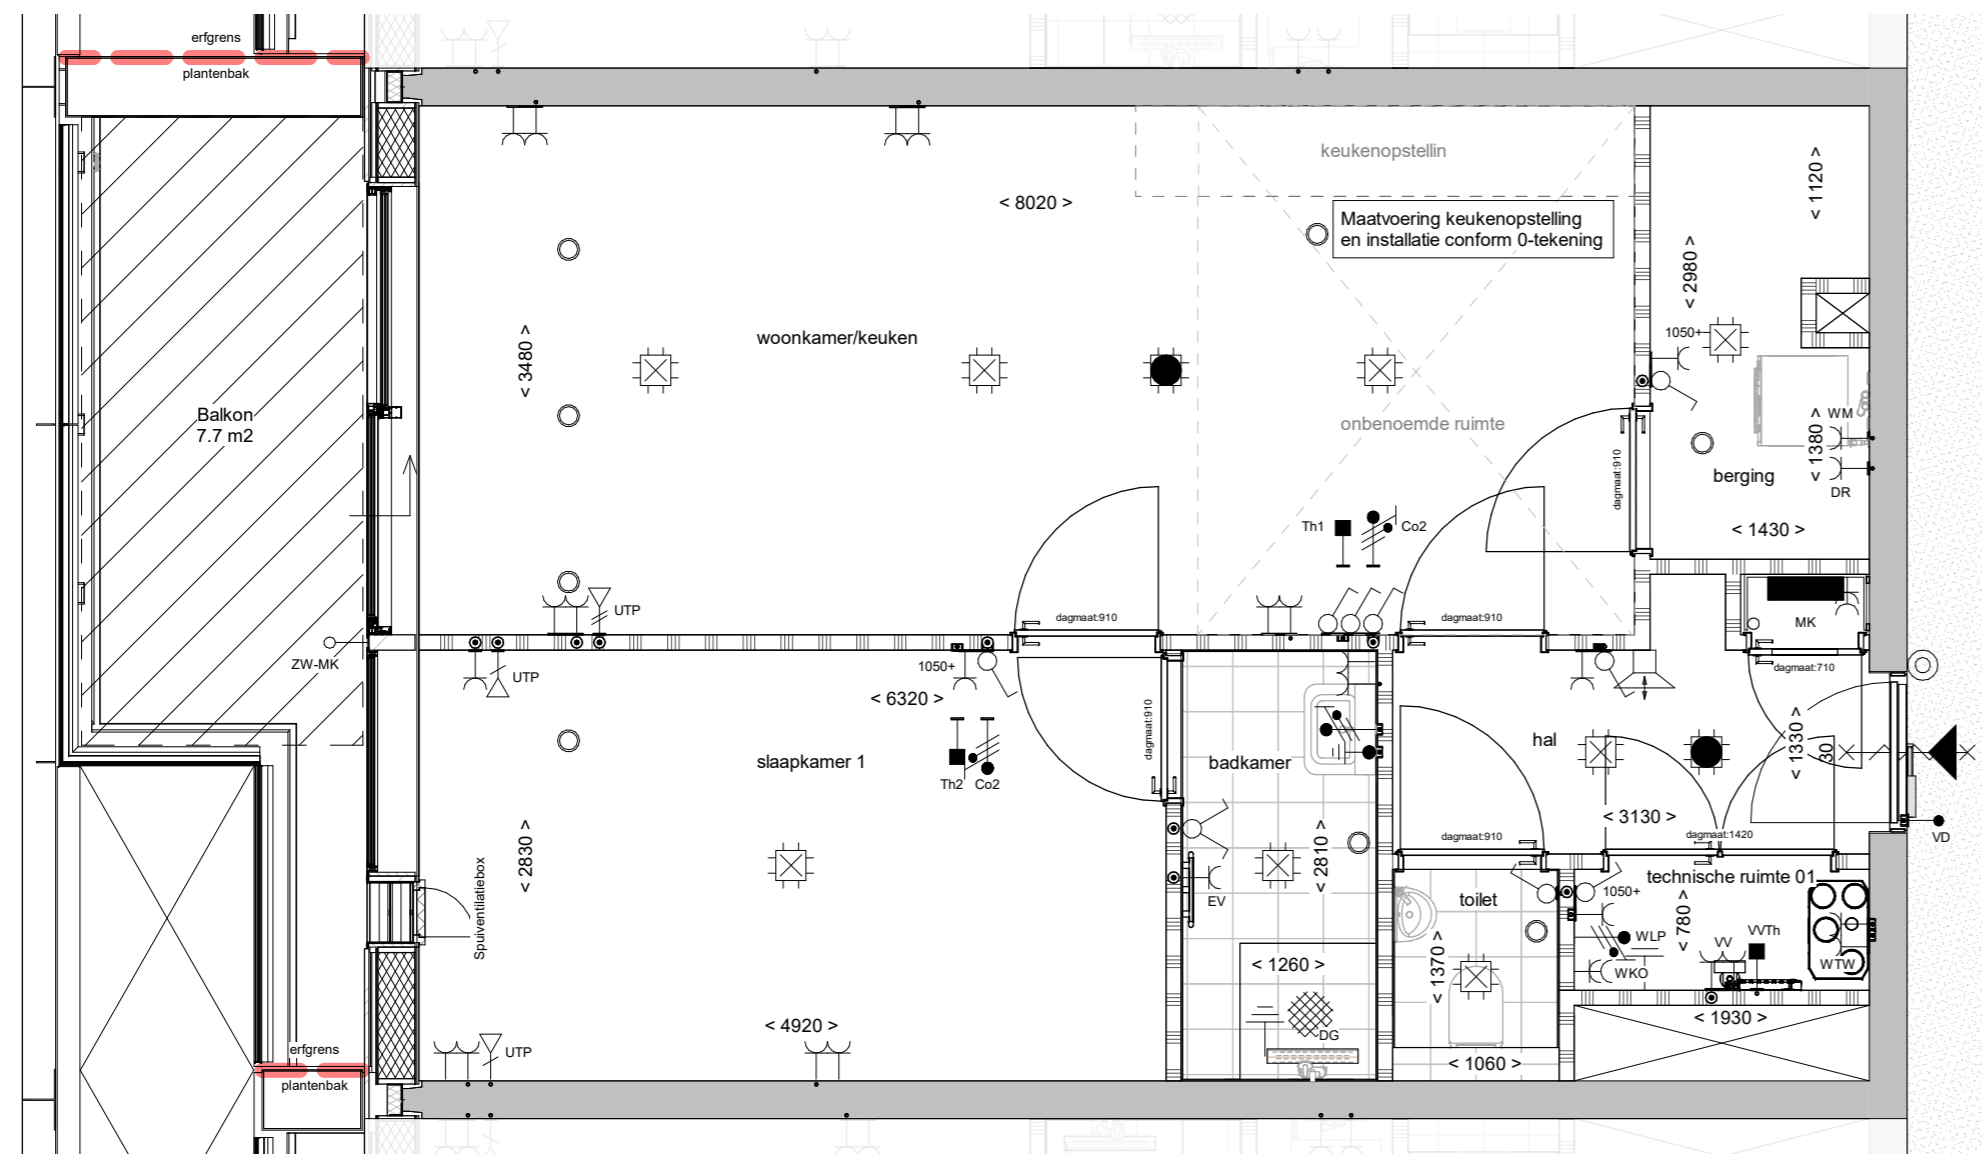 erfgrens
plantenbak
keukenopstellin
< 8020 >
Maatvoering keukenopstelling
en installatie conform 0-tekening
< 1120 >
< 2980 >
1050+
woonkamer/keuken
< 3480 >
Balkon
7.7 m2
onbenoemde ruimte
dagmaat:910
WM
< 1380 >
berging
DR
Th1
Co2
< 1430 >
UTP
dagmaat:910
dagmaat:910
MK
ZW-MK
UTP
1050+
< 6320 >
dagmaat:910
dagmaat:710
slaapkamer 1
badkamer
hal
< 1330 >
30
Th2
Co2
< 3130 >
dagmaat:910
dagmaat:1420
VD
< 2830 >
< 2810 >
Spuiventilatiebox
EV
toilet
1050+
technische ruimte 01
< 780 >
WLP
VV
VVTh
WKO
WTW
< 1260 >
< 1370 >
< 4920 >
DG
< 1930 >
UTP
< 1060 >
erfgrens
plantenbak